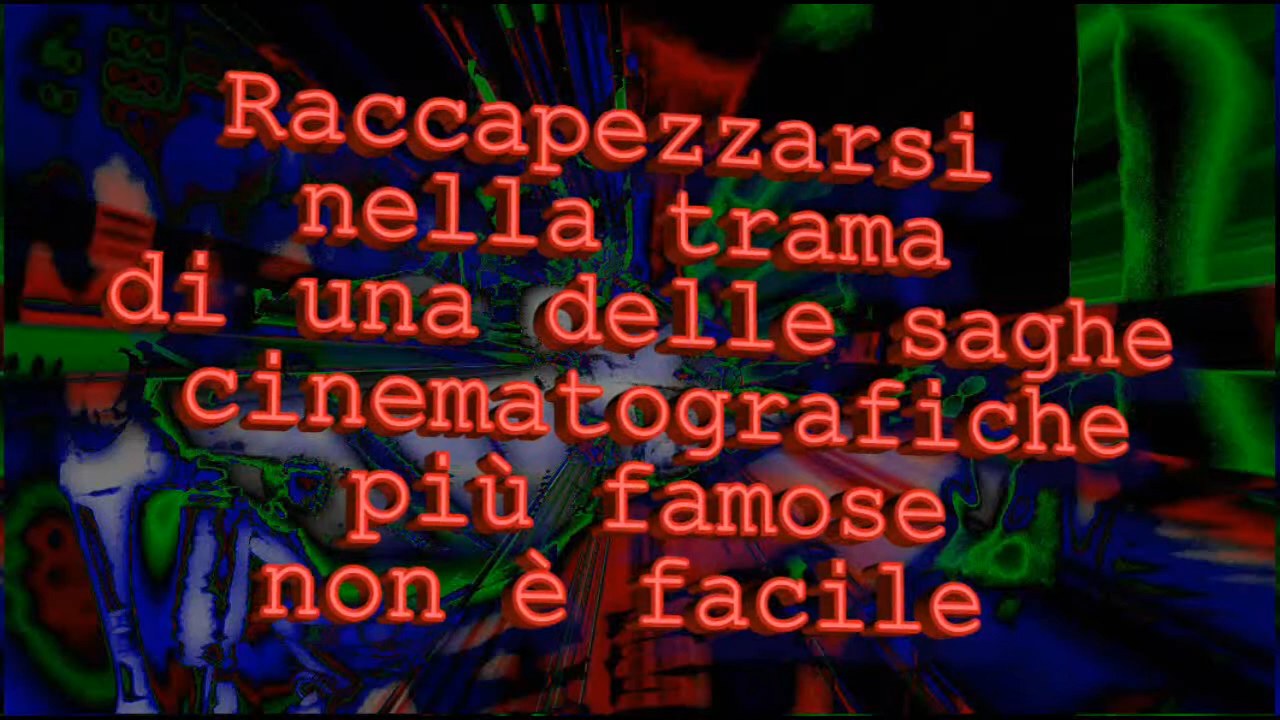 Raccapezzarsi
nella trama
di una delle saghe
cinematografiche
più famose
non è facile